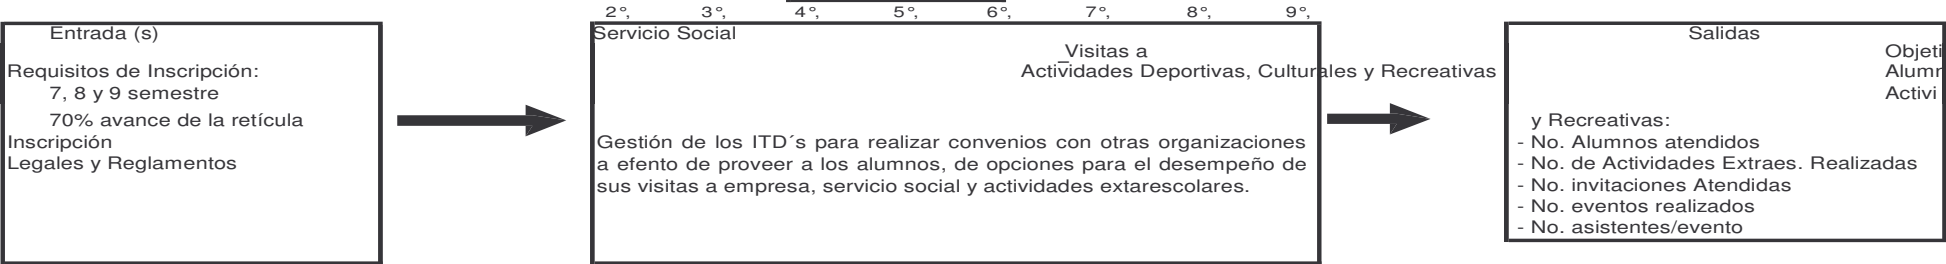 2°, 3°, 4°, 5°, 6°, 7°, 8°, 9°,
Entrada (s)
Requisitos de Inscripción:
7, 8 y 9 semestre
70% avance de la retícula
Inscripción
Legales y Reglamentos
Servicio Social
Visitas a
Actividades Deportivas, Culturales y Recreativas
Gestión de los ITD´s para realizar convenios con otras organizaciones
a efento de proveer a los alumnos, de opciones para el desempeño de
sus visitas a empresa, servicio social y actividades extarescolares.
Salidas
Objeti
Alumn
Activi
y Recreativas:
- No. Alumnos atendidos
- No. de Actividades Extraes. Realizadas
- No. invitaciones Atendidas
- No. eventos realizados
- No. asistentes/evento